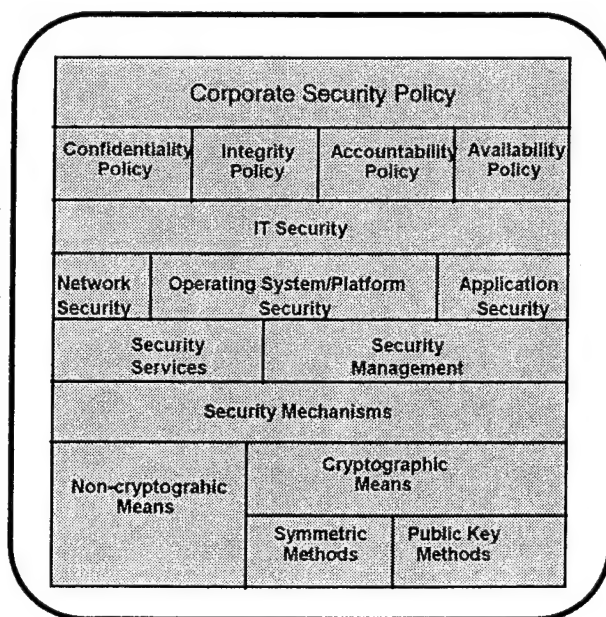 Corporate Security Policy
Confidentiality
Policy
Integrity
Policy
Accountability
Policy
Availability
Policy
IT Security
Network
Security
Operating System/Platform
Security
Application
Security
Security
Services
Security
Management
Security Mechanisms
Non-cryptograhic
Means
Cryptographic
Means
Symmetric
Methods
Public Key
Methods